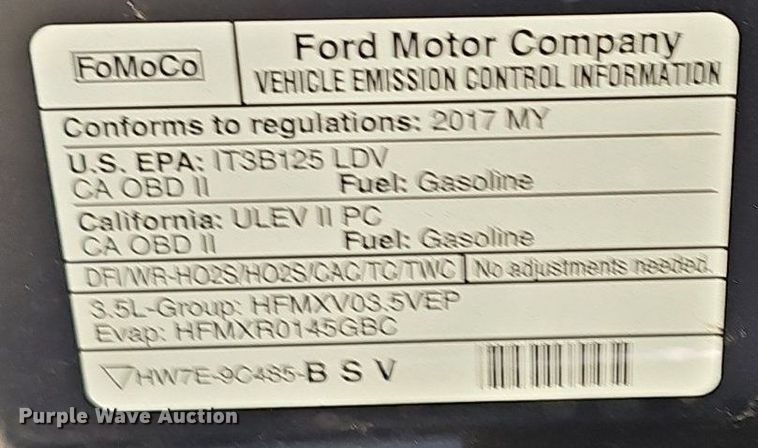 FoMoCo
Ford Motor Company
VEHICLE EMISSION CONTROL INFORMATION
Conforms to regulations: 2017 MY
U.S. EPA: IT3B125 LDV
CA OBD II Fuel: Gasoline
California: ULEV II PC
CA OBD II Fuel: Gasoline
DFI/WR-HO2S/HO2S/CAC/TC/TWC No adjustments needed.
3.5L-Group: HFMXV03.5VEP
Evap: HFMXR0145GBC
HW7E-9C485-B S V
Purple Wave Auction